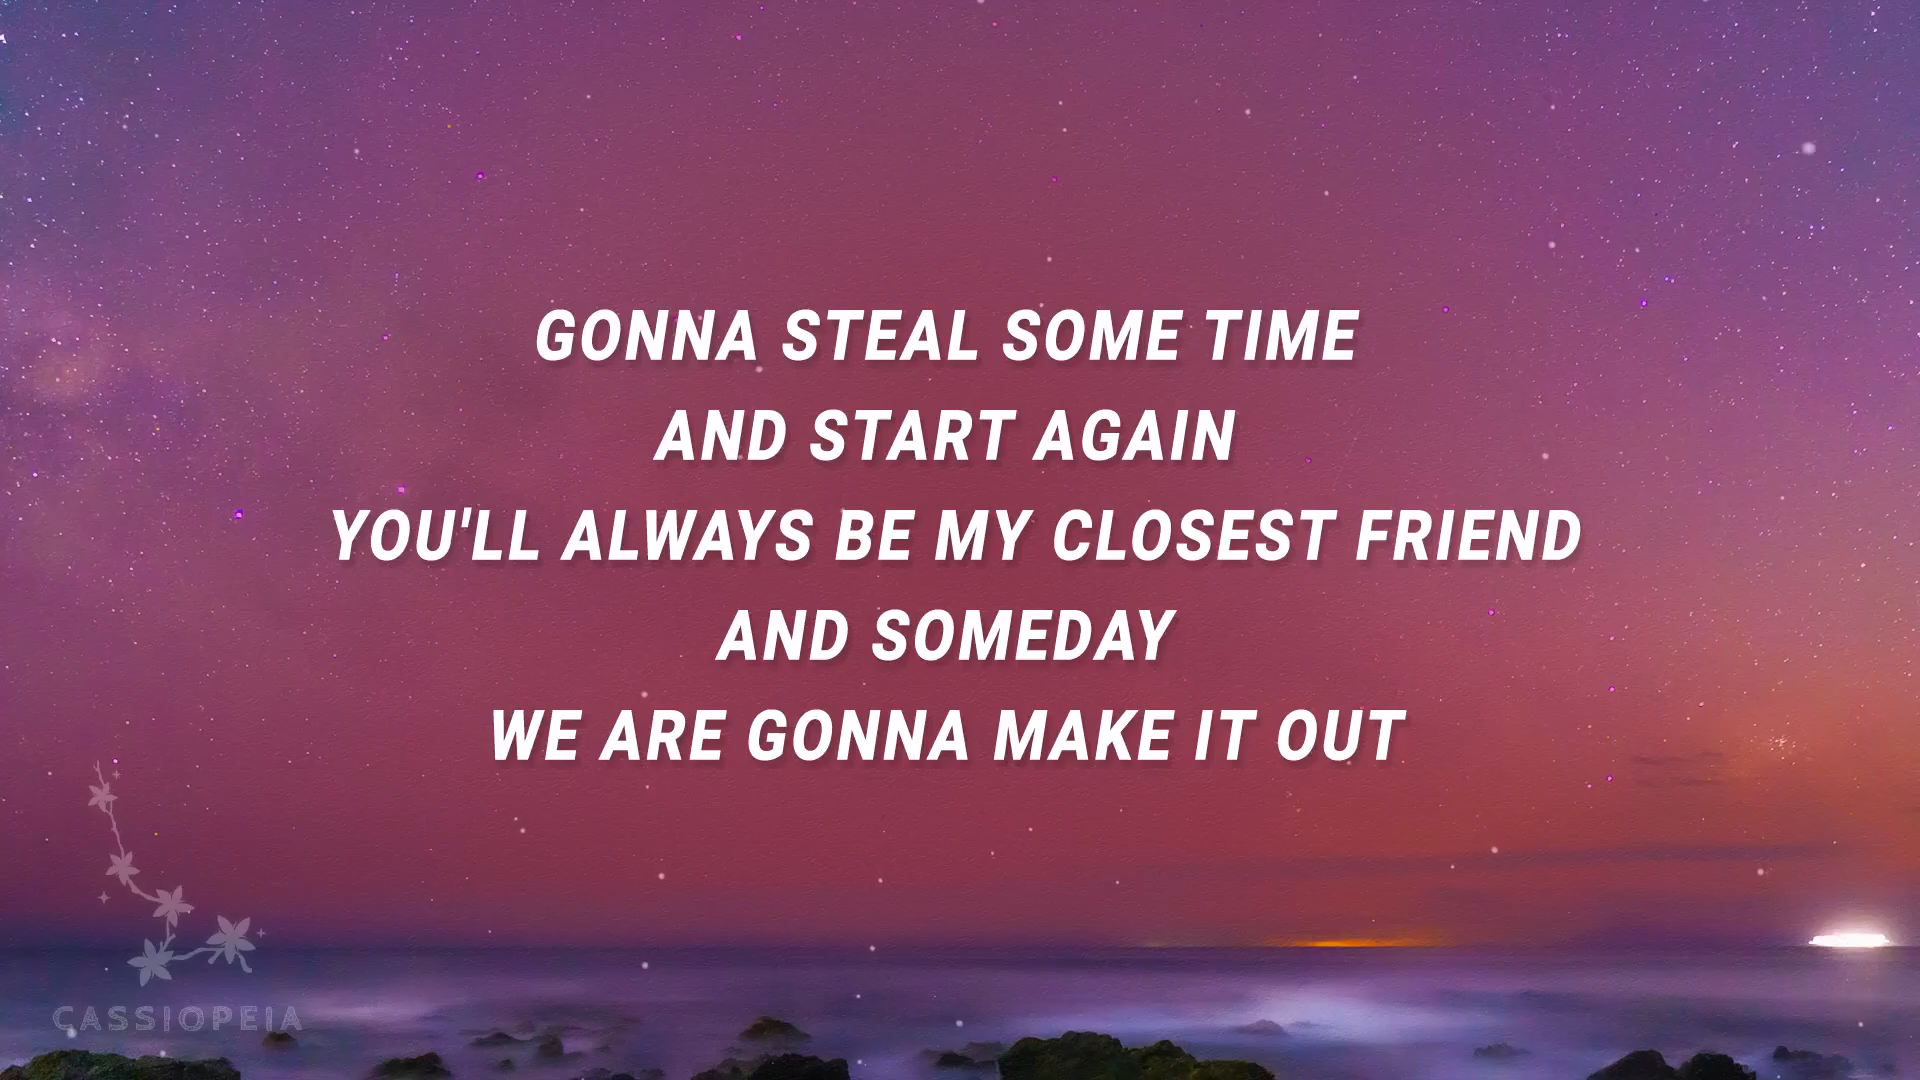 GONNA STEAL SOME TIME
AND START AGAIN
YOU'LL ALWAYS BE MY CLOSEST FRIEND
AND SOMEDAY
WE ARE GONNA MAKE IT OUT
CASSIOPEIA